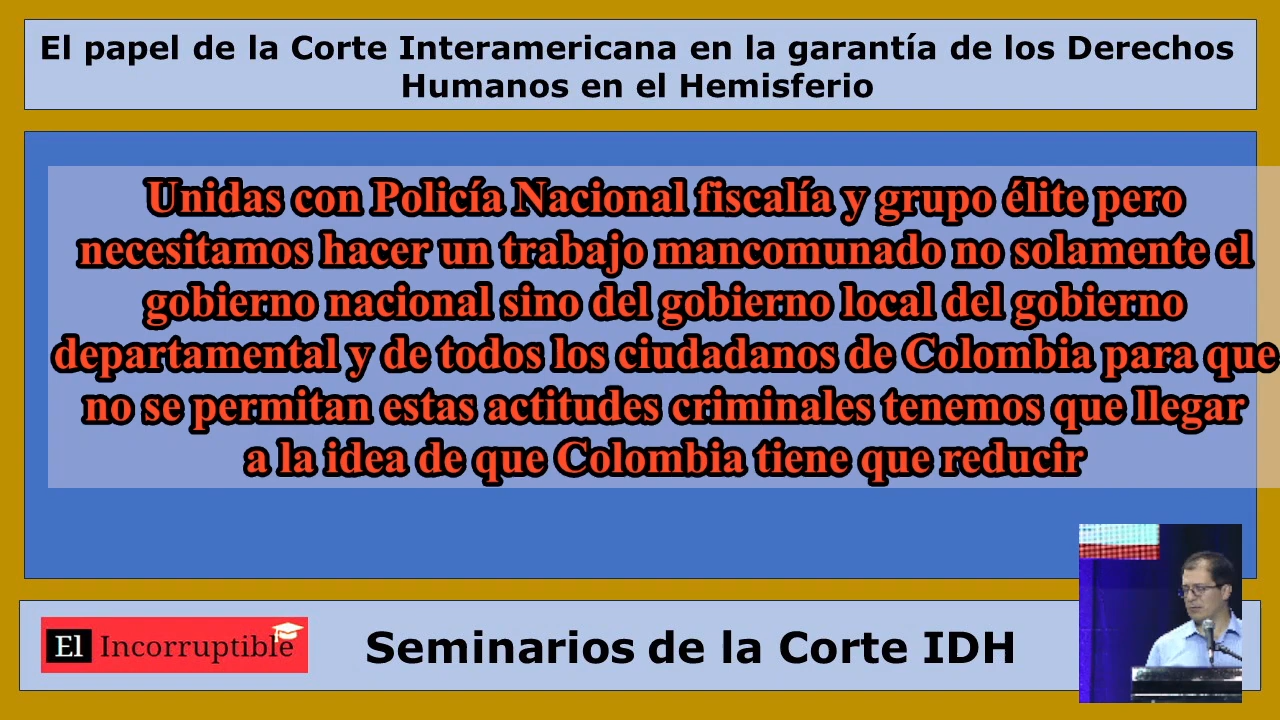 El papel de la Corte Interamericana en la garantía de los Derechos
Humanos en el Hemisferio
Unidas con Policía Nacional fiscalía y grupo élite pero
necesitamos hacer un trabajo mancomunado no solamente el
gobierno nacional sino del gobierno local del gobierno
departamental y de todos los ciudadanos de Colombia para que
no se permitan estas actitudes criminales tenemos que llegar
a la idea de que Colombia tiene que reducir
El Incorruptible
Seminarios de la Corte IDH